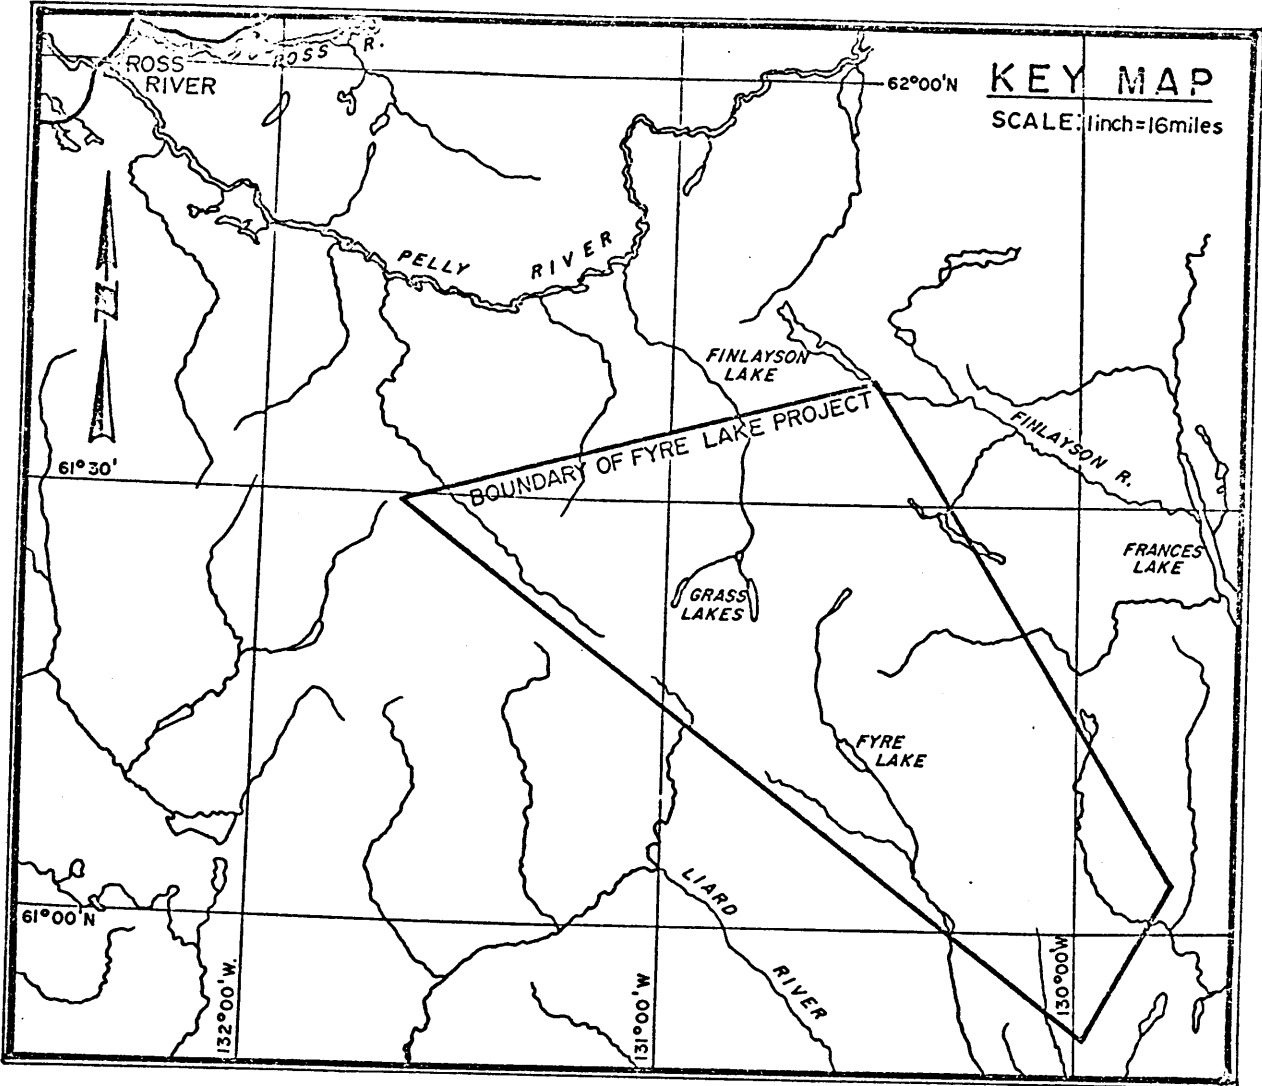 ROSS R.
ROSS
RIVER
62°00'N
KEY MAP
SCALE: 1inch=16miles
N
PELLY RIVER
FINLAYSON
LAKE
BOUNDARY OF FYRE LAKE PROJECT
FINLAYSON R.
61°30'
FRANCES
LAKE
GRASS
LAKES
FYRE
LAKE
LIARD RIVER
61°00'N
132°00'W.
131°00'W
130°00'W